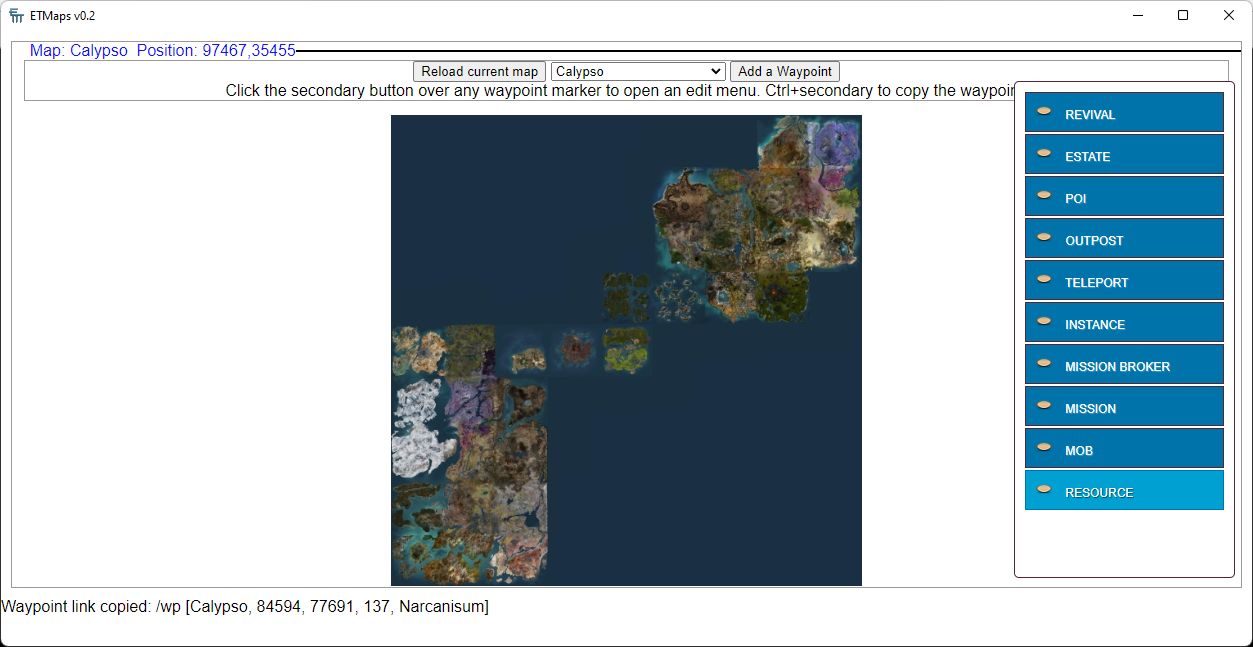 ETMaps v0.2
Map: Calypso Position: 97467,35455
Reload current map Calypso Add a Waypoint
Click the secondary button over any waypoint marker to open an edit menu. Ctrl+secondary to copy the
REVIVAL
ESTATE
POI
OUTPOST
TELEPORT
INSTANCE
MISSION BROKER
MISSION
MOB
RESOURCE
Waypoint link copied: /wp [Calypso, 84594, 77691, 137, Narcanisum]